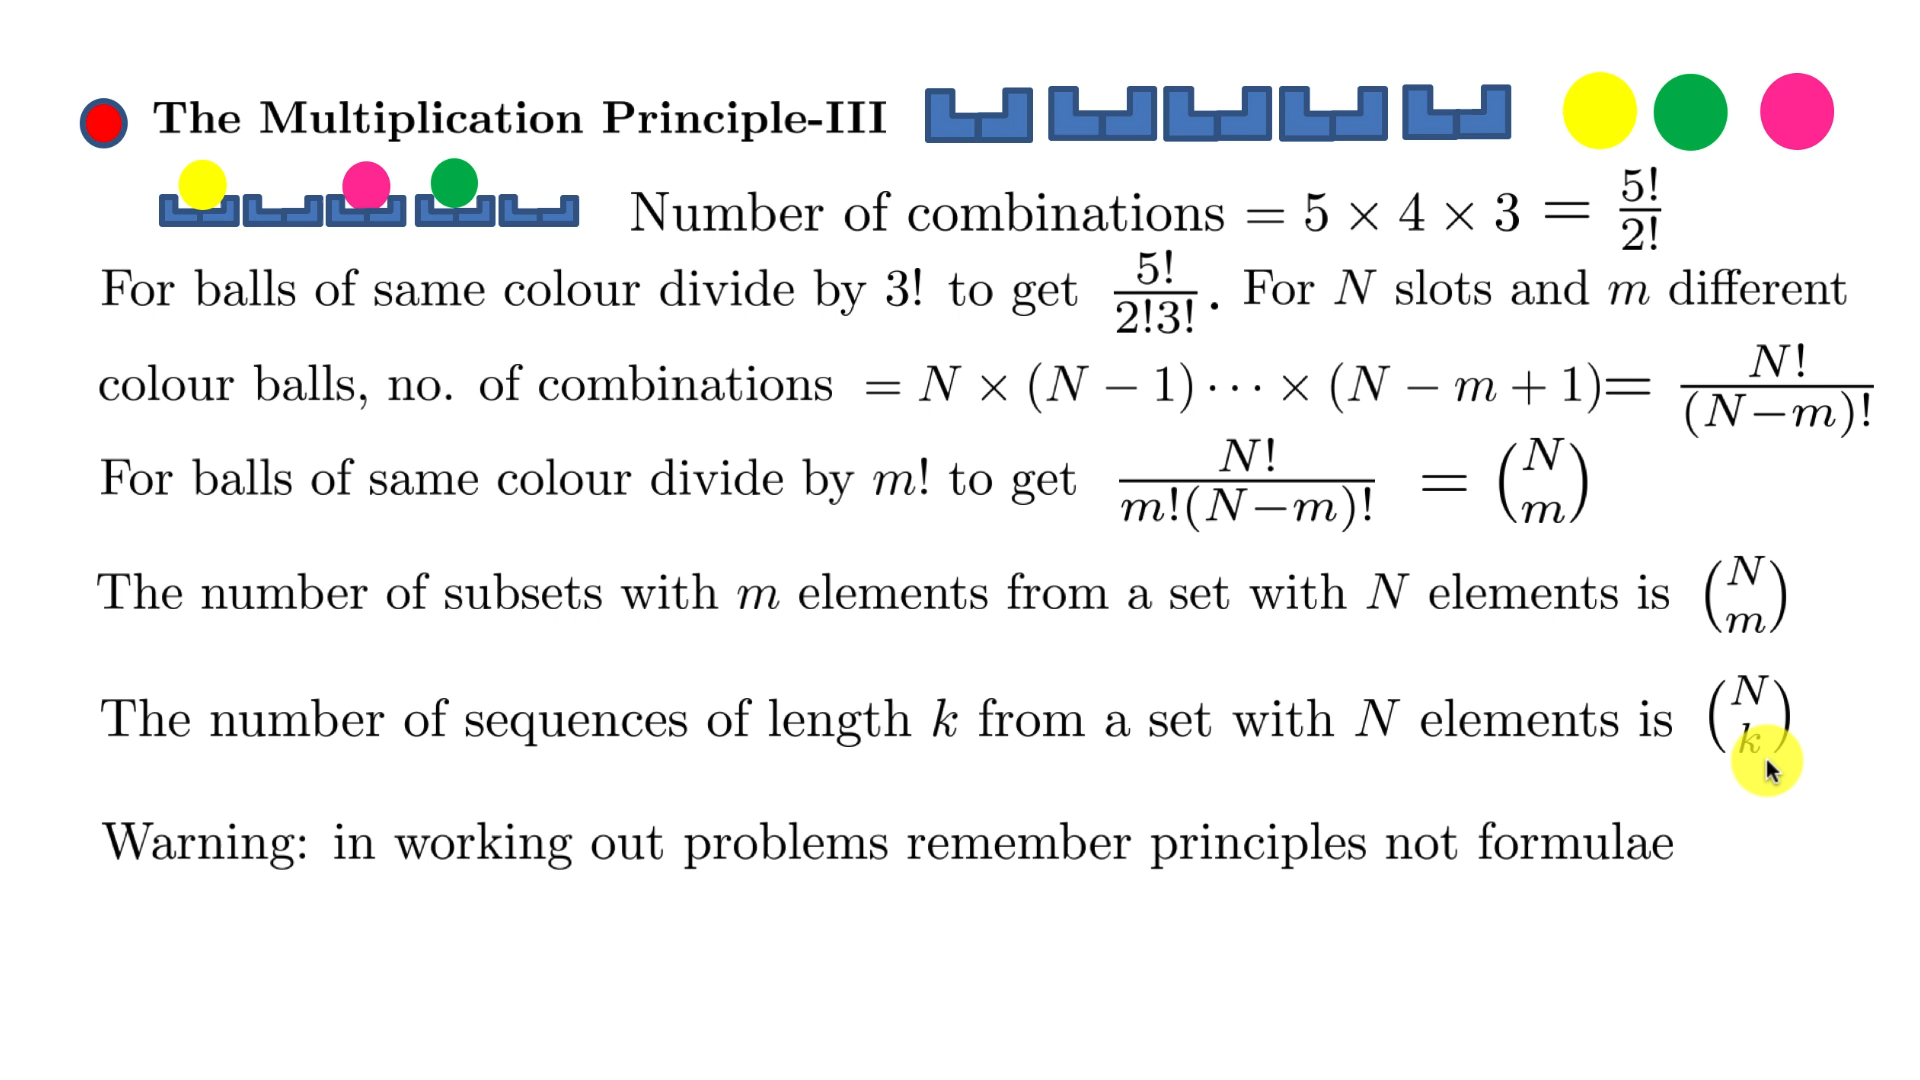 The Multiplication Principle-III
Number of combinations = 5 × 4 × 3 = 5!/2!
For balls of same colour divide by 3! to get 5!/2!3!. For N slots and m different
colour balls, no. of combinations = N × (N − 1) ⋯ × (N − m + 1) = N!/(N−m)!
For balls of same colour divide by m! to get N!/m!(N−m)! = (N m)
The number of subsets with m elements from a set with N elements is (N m)
The number of sequences of length k from a set with N elements is (N k)
Warning: in working out problems remember principles not formulae